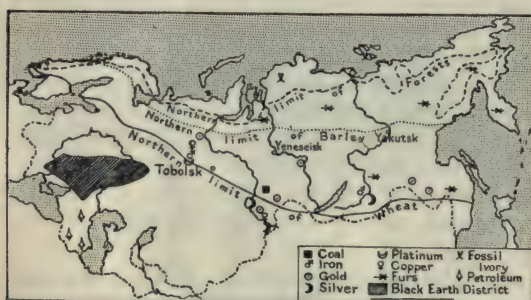 Northern limit of Forests
Northern limit of Barley
Yeneseisk
Yakutsk
Tobolsk
Northern limit of Wheat
Coal
Iron
Gold
Silver
Platinum
Copper
Furs
Black Earth District
Fossil
Ivory
Petroleum